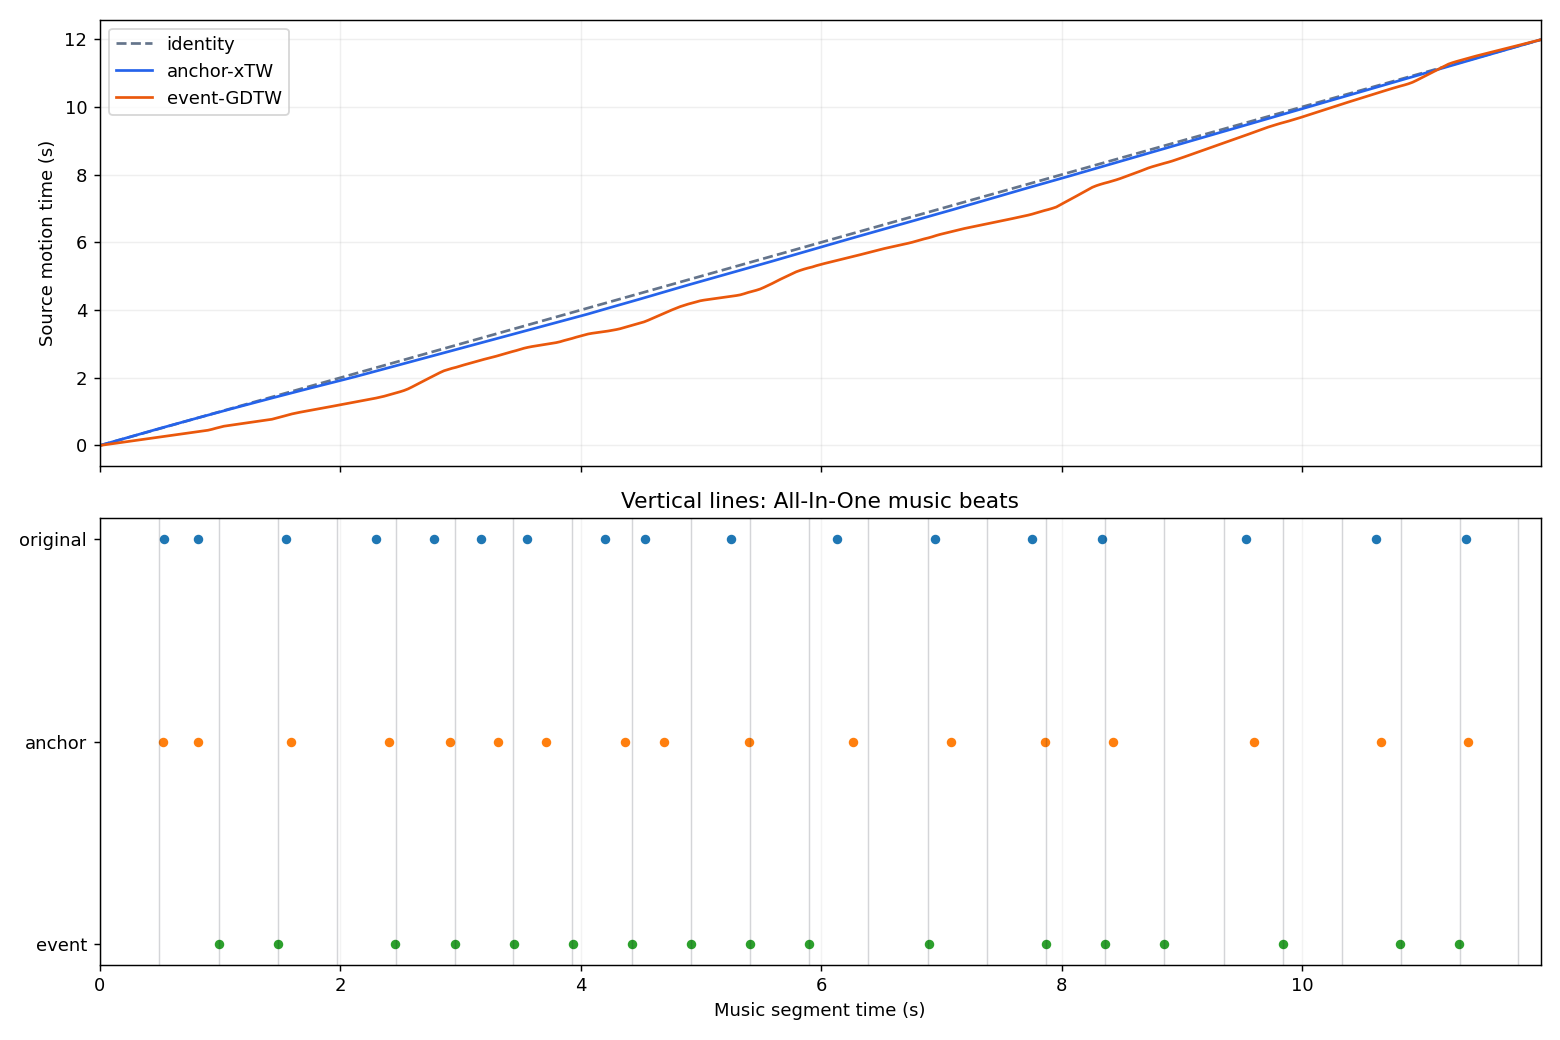 identity
anchor-xTW
event-GDTW
12
10
8
6
4
2
0
Source motion time (s)
Vertical lines: All-In-One music beats
original
anchor
event
0 2 4 6 8 10
Music segment time (s)